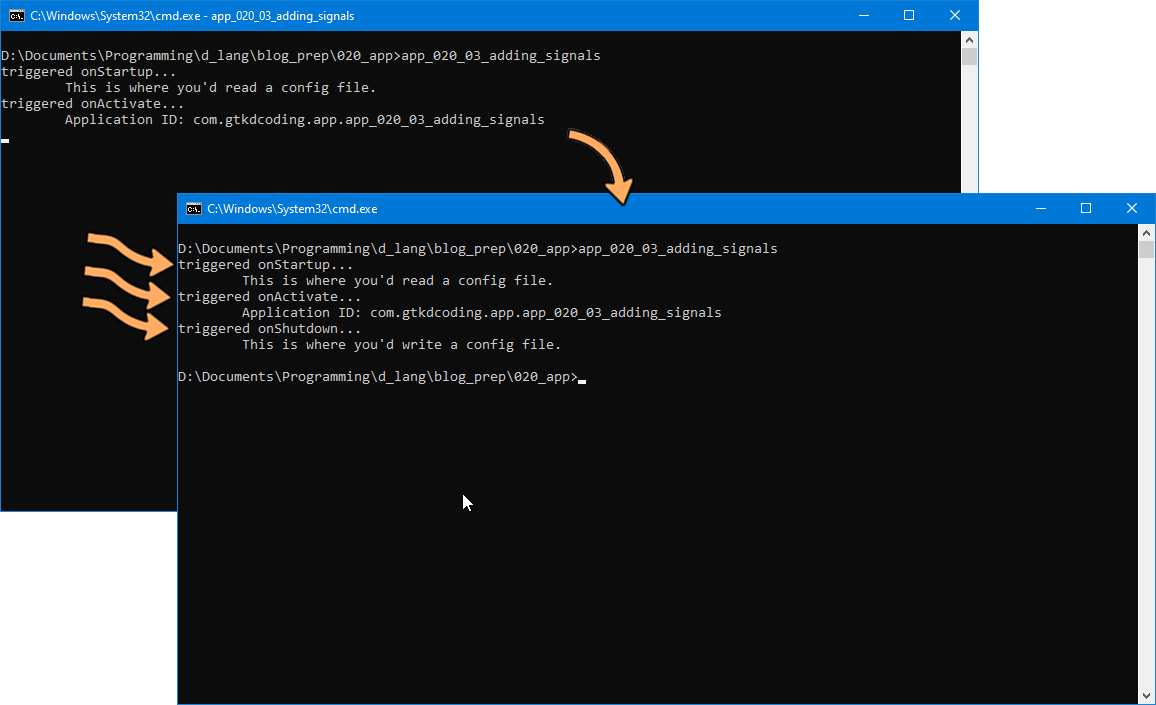 C:\Windows\System32\cmd.exe - app_020_03_adding_signals
D:\Documents\Programming\d_lang\blog_prep\020_app>app_020_03_adding_signals
triggered onStartup...
This is where you'd read a config file.
triggered onActivate...
Application ID: com.gtkdcoding.app.app_020_03_adding_signals
C:\Windows\System32\cmd.exe
D:\Documents\Programming\d_lang\blog_prep\020_app>app_020_03_adding_signals
triggered onStartup...
This is where you'd read a config file.
triggered onActivate...
Application ID: com.gtkdcoding.app.app_020_03_adding_signals
triggered onShutdown...
This is where you'd write a config file.
D:\Documents\Programming\d_lang\blog_prep\020_app>